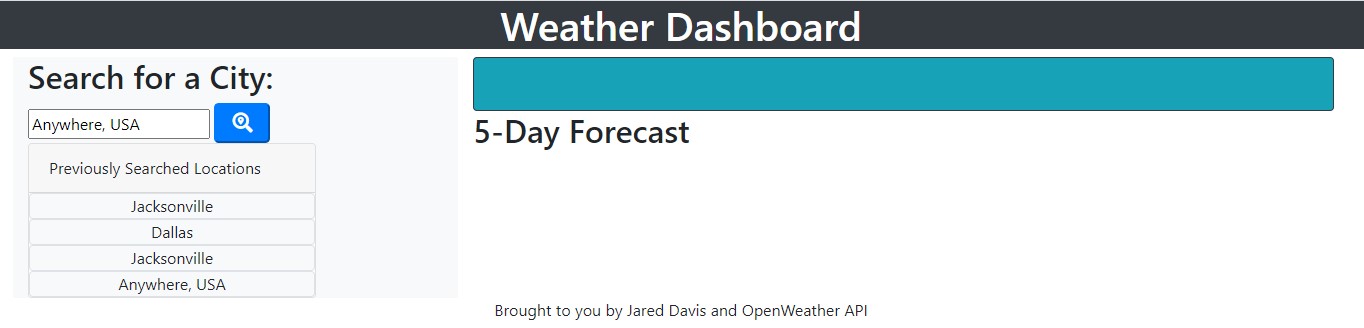 Weather Dashboard
Search for a City:
Anywhere, USA
Previously Searched Locations
Jacksonville
Dallas
Jacksonville
Anywhere, USA
5-Day Forecast
Brought to you by Jared Davis and OpenWeather API